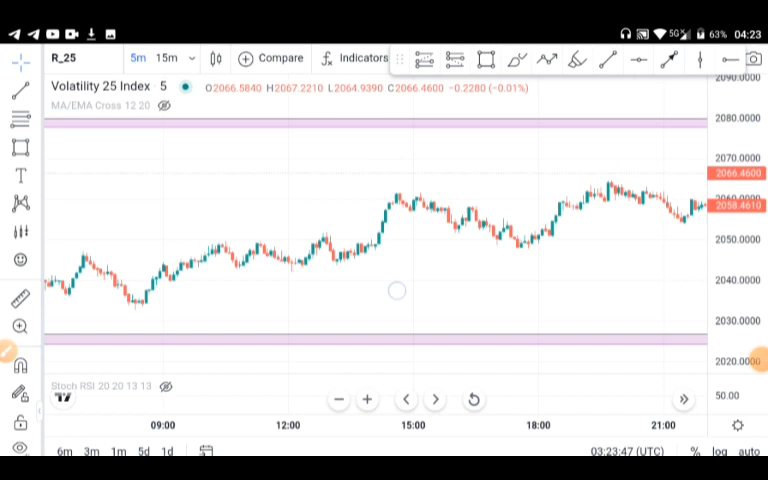 5G 63% 04:23
R_25 5m 15m Compare Indicators
Volatility 25 Index · 5 O2066.5840 H2067.2210 L2064.9390 C2066.4600 −0.2280 (−0.01%)
MA/EMA Cross 12 20
2090.0000
2080.0000
2070.0000
2066.4600
2060.0000
2058.4610
2050.0000
2040.0000
2030.0000
2020.0000
Stoch RSI 20 20 13 13
50.00
09:00 12:00 15:00 18:00 21:00
6m 3m 1m 5d 1d 03:23:47 (UTC) % log auto